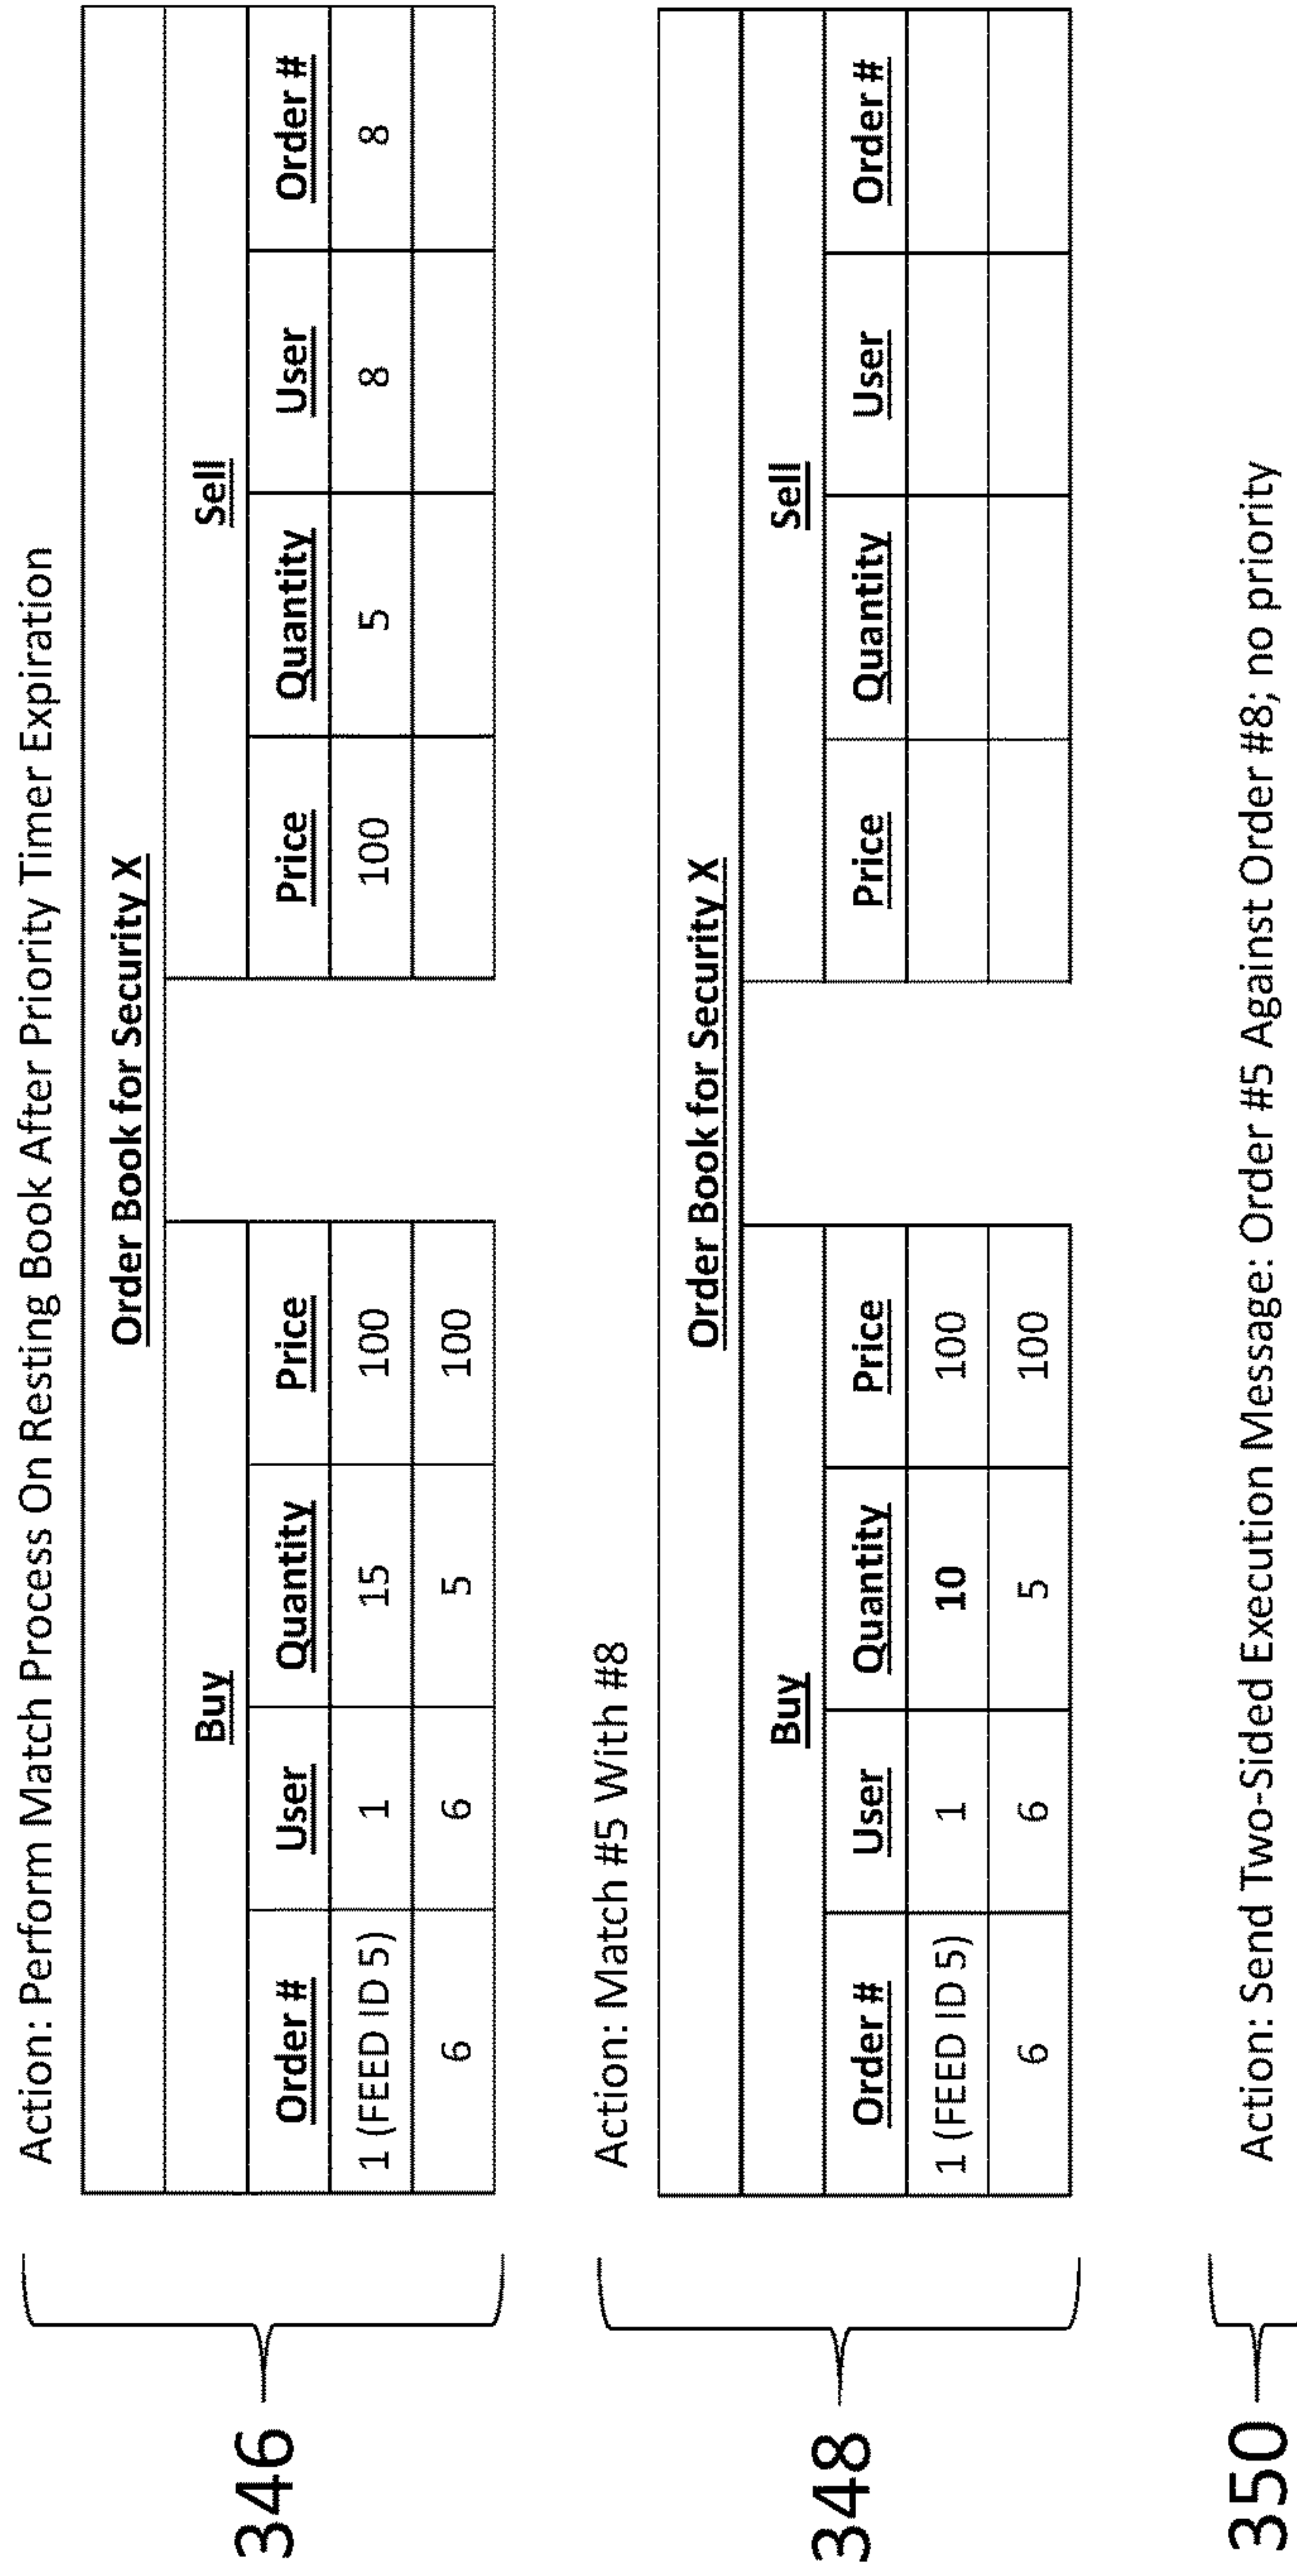 346
Action: Perform Match Process On Resting Book After Priority Timer Expiration
Order Book for Security X
Buy Sell
Order # User Quantity Price Price Quantity User Order #
1 (FEED ID 5) 1 15 100 100 5 8 8
6 6 5 100
348
Action: Match #5 With #8
Order Book for Security X
Buy Sell
Order # User Quantity Price Price Quantity User Order #
1 (FEED ID 5) 1 10 100
6 6 5 100
350
Action: Send Two-Sided Execution Message: Order #5 Against Order #8; no priority